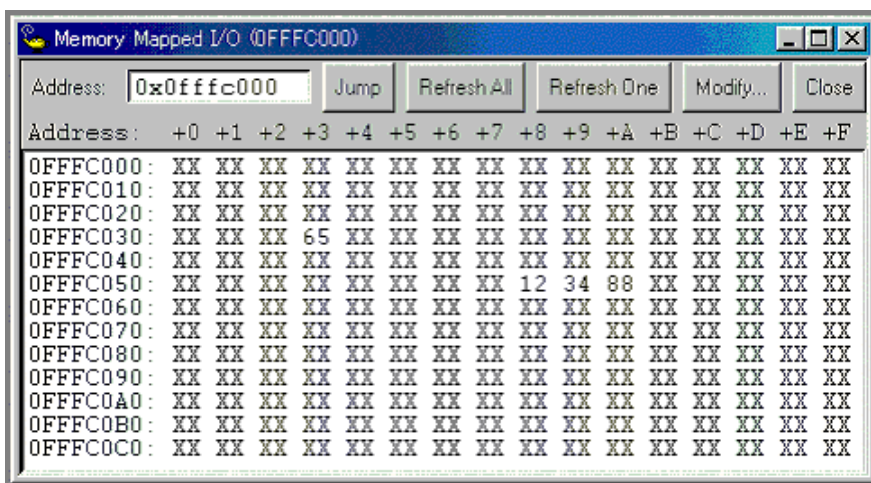 Memory Mapped I/O (0FFFC000)
Address: 0x0fffc000 Jump Refresh All Refresh One Modify... Close
Address: +0 +1 +2 +3 +4 +5 +6 +7 +8 +9 +A +B +C +D +E +F
0FFFC000: XX XX XX XX XX XX XX XX XX XX XX XX XX XX XX XX
0FFFC010: XX XX XX XX XX XX XX XX XX XX XX XX XX XX XX XX
0FFFC020: XX XX XX XX XX XX XX XX XX XX XX XX XX XX XX XX
0FFFC030: XX XX XX 65 XX XX XX XX XX XX XX XX XX XX XX XX
0FFFC040: XX XX XX XX XX XX XX XX XX XX XX XX XX XX XX XX
0FFFC050: XX XX XX XX XX XX XX XX 12 34 88 XX XX XX XX XX
0FFFC060: XX XX XX XX XX XX XX XX XX XX XX XX XX XX XX XX
0FFFC070: XX XX XX XX XX XX XX XX XX XX XX XX XX XX XX XX
0FFFC080: XX XX XX XX XX XX XX XX XX XX XX XX XX XX XX XX
0FFFC090: XX XX XX XX XX XX XX XX XX XX XX XX XX XX XX XX
0FFFC0A0: XX XX XX XX XX XX XX XX XX XX XX XX XX XX XX XX
0FFFC0B0: XX XX XX XX XX XX XX XX XX XX XX XX XX XX XX XX
0FFFC0C0: XX XX XX XX XX XX XX XX XX XX XX XX XX XX XX XX